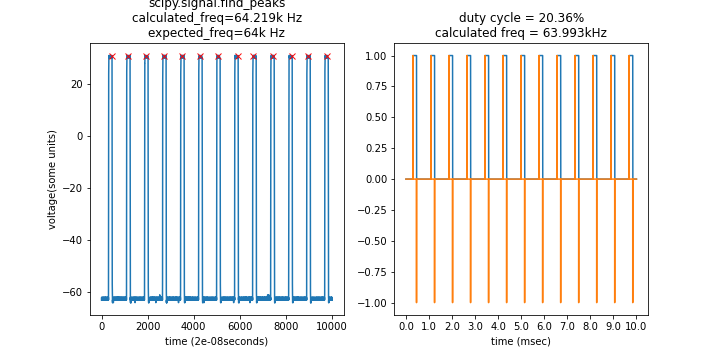 scipy.signal.find_peaks
calculated_freq=64.219k Hz
expected_freq=64k Hz
20
0
−20
−40
−60
voltage(some units)
0 2000 4000 6000 8000 10000
time (2e-08seconds)
duty cycle = 20.36%
calculated freq = 63.993kHz
1.00
0.75
0.50
0.25
0.00
−0.25
−0.50
−0.75
−1.00
0.0 1.0 2.0 3.0 4.0 5.0 6.0 7.0 8.0 9.0 10.0
time (msec)